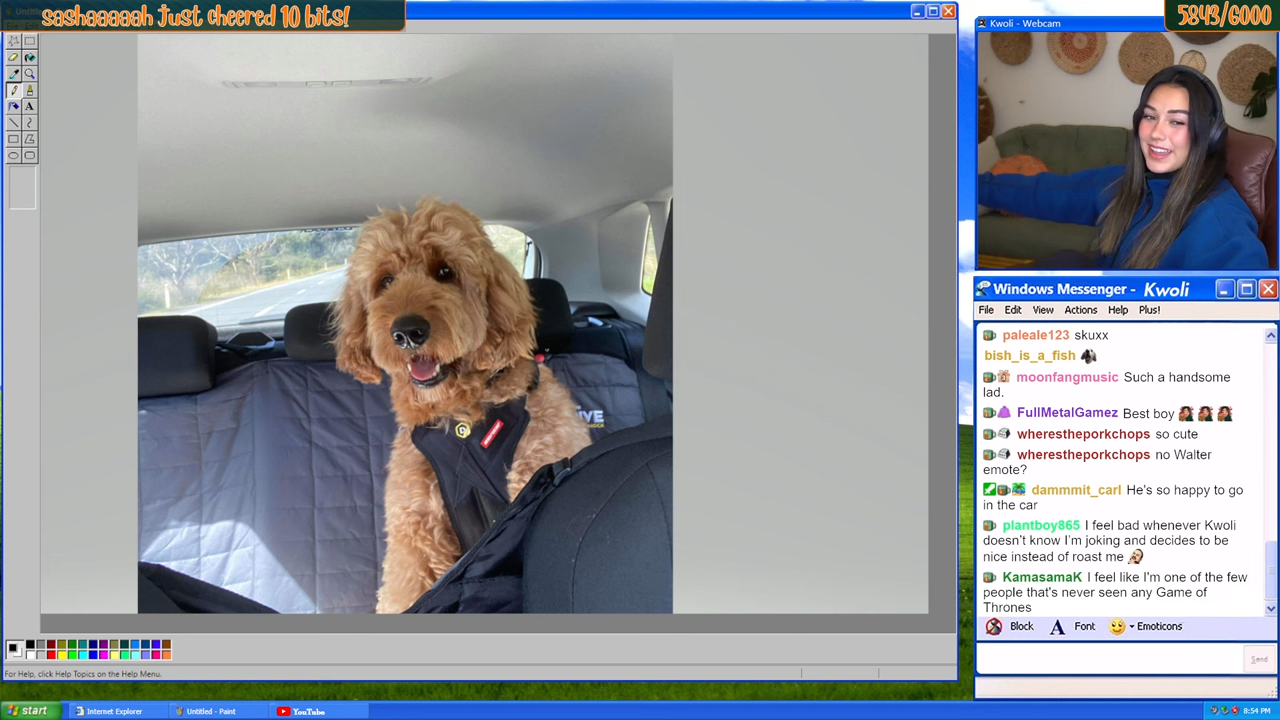 sashaaaaah just cheered 10 bits!
5843/6000
Kwoli - Webcam
Windows Messenger - Kwoli
File Edit View Actions Help Plus!
paleale123 skuxx
bish_is_a_fish
moonfangmusic Such a handsome
lad.
FullMetalGamez Best boy
wherestheporkchops so cute
wherestheporkchops no Walter
emote?
dammmit_carl He's so happy to go
in the car
plantboy865 I feel bad whenever Kwoli
doesn't know I'm joking and decides to be
nice instead of roast me
KamasamaK I feel like I'm one of the few
people that's never seen any Game of
Thrones
Block Font Emoticons
Send
For Help, click Help Topics on the Help Menu.
start Internet Explorer Untitled - Paint YouTube 8:54 PM